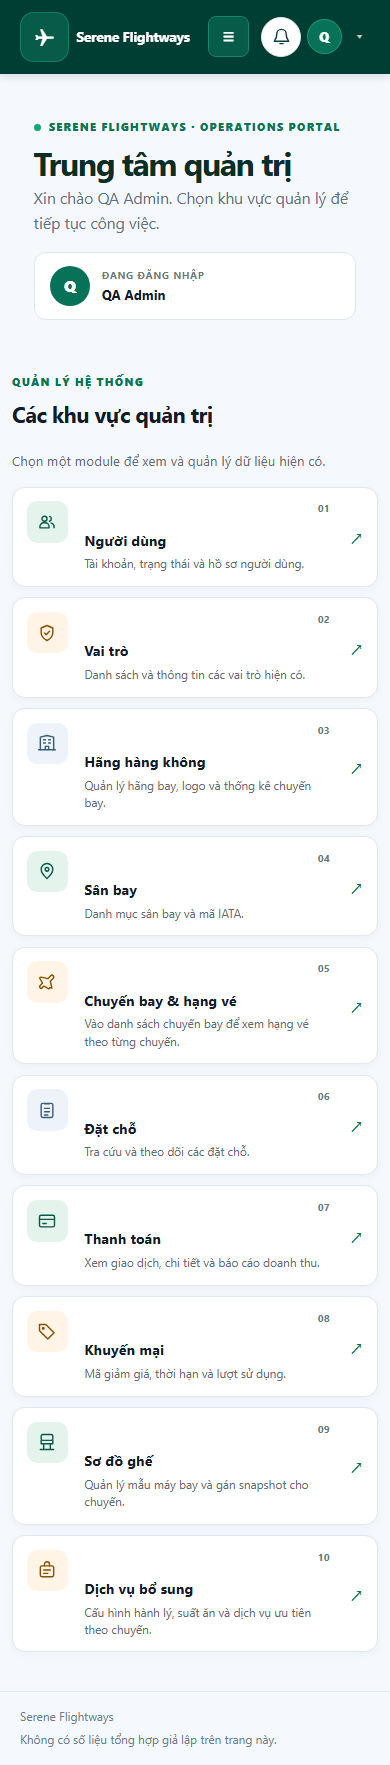 Serene Flightways
Q
SERENE FLIGHTWAYS · OPERATIONS PORTAL
Trung tâm quản trị
Xin chào QA Admin. Chọn khu vực quản lý để
tiếp tục công việc.
Q
ĐANG ĐĂNG NHẬP
QA Admin
QUẢN LÝ HỆ THỐNG
Các khu vực quản trị
Chọn một module để xem và quản lý dữ liệu hiện có.
01
Người dùng
Tài khoản, trạng thái và hồ sơ người dùng.
02
Vai trò
Danh sách và thông tin các vai trò hiện có.
03
Hãng hàng không
Quản lý hãng bay, logo và thống kê chuyến
bay.
04
Sân bay
Danh mục sân bay và mã IATA.
05
Chuyến bay & hạng vé
Vào danh sách chuyến bay để xem hạng vé
theo từng chuyến.
06
Đặt chỗ
Tra cứu và theo dõi các đặt chỗ.
07
Thanh toán
Xem giao dịch, chi tiết và báo cáo doanh thu.
08
Khuyến mại
Mã giảm giá, thời hạn và lượt sử dụng.
09
Sơ đồ ghế
Quản lý mẫu máy bay và gán snapshot cho
chuyến.
10
Dịch vụ bổ sung
Cấu hình hành lý, suất ăn và dịch vụ ưu tiên
theo chuyến.
Serene Flightways
Không có số liệu tổng hợp giả lập trên trang này.